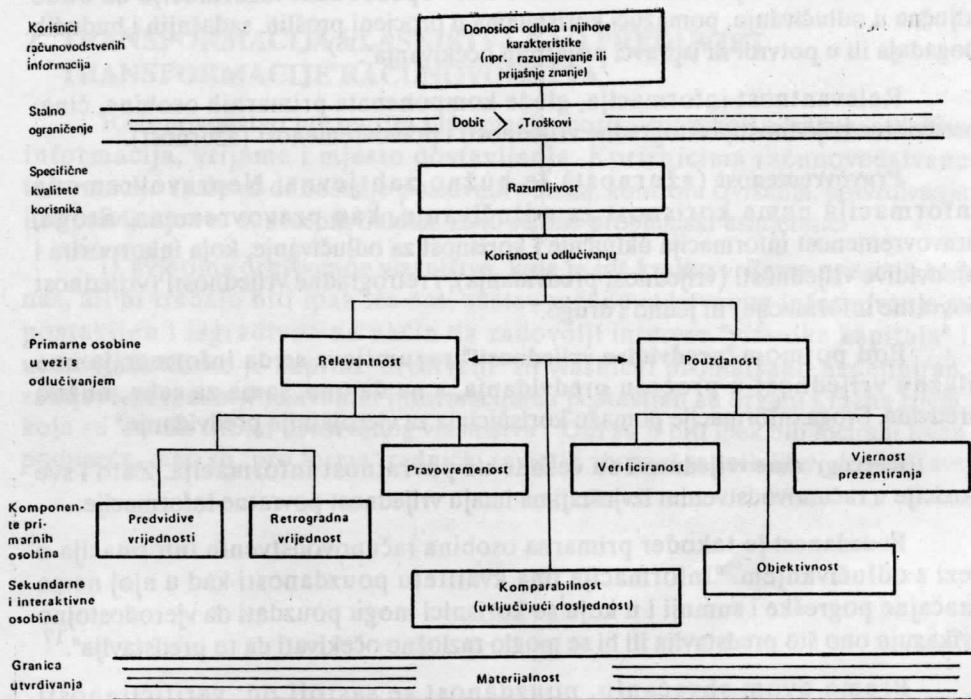 Korisnici
računovodstvenih
informacija
Donosioci odluka i njihove
karakteristike
(npr. razumijevanje ili
prijašnje znanje)
Stalno
ograničenje
Dobit > Troškovi
Specifične
kvalitete
korisnika
Razumljivost
Korisnost u odlučivanju
Primarne osobine
u vezi s
odlučivanjem
Relevantnost
Pouzdanost
Pravovremenost
Verificiranost
Vjernost
prezentiranja
Komponen-
te pri-
marnih
osobina
Predvidive
vrijednosti
Retrogradna
vrijednost
Sekundarne
i interaktivne
osobine
Komparabilnost
(uključujući dosljednost)
Objektivnost
Granica
utvrđivanja
Materijalnost